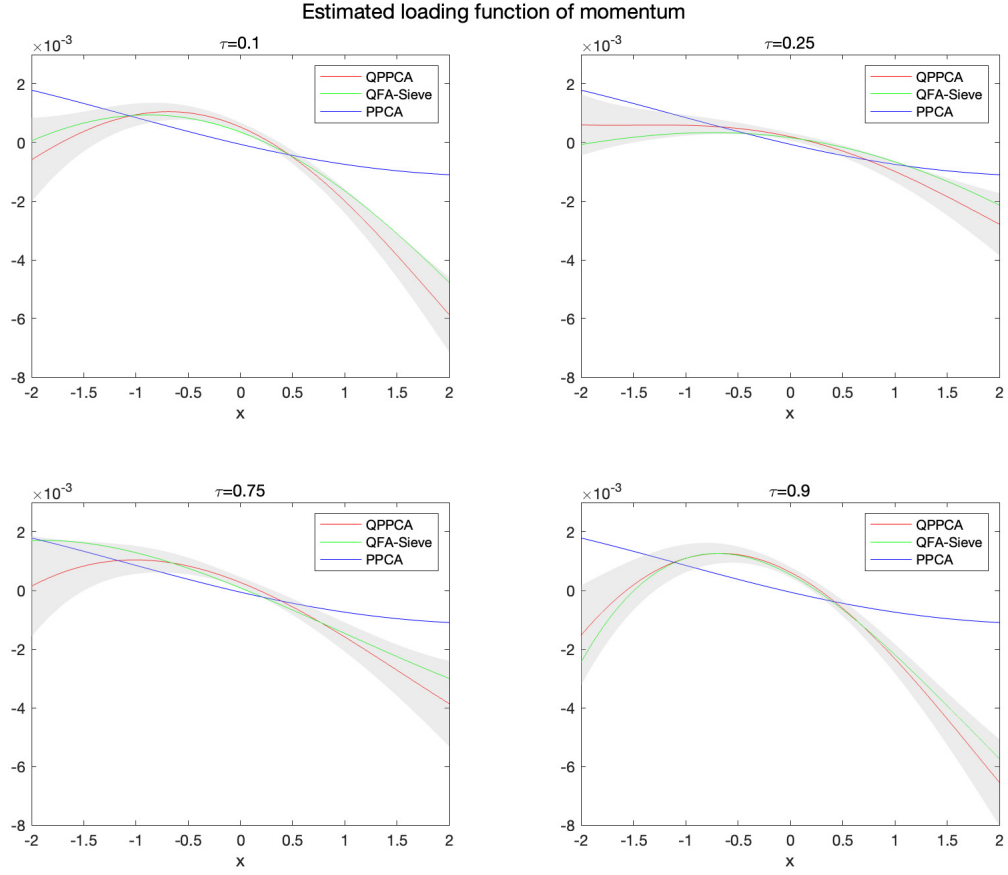 Estimated loading function of momentum
×10⁻³
τ=0.1
QPPCA
QFA-Sieve
PPCA
2
0
-2
-4
-6
-8
-2 -1.5 -1 -0.5 0 0.5 1 1.5 2
x
×10⁻³
τ=0.25
QPPCA
QFA-Sieve
PPCA
2
0
-2
-4
-6
-8
-2 -1.5 -1 -0.5 0 0.5 1 1.5 2
x
×10⁻³
τ=0.75
QPPCA
QFA-Sieve
PPCA
2
0
-2
-4
-6
-8
-2 -1.5 -1 -0.5 0 0.5 1 1.5 2
x
×10⁻³
τ=0.9
QPPCA
QFA-Sieve
PPCA
2
0
-2
-4
-6
-8
-2 -1.5 -1 -0.5 0 0.5 1 1.5 2
x